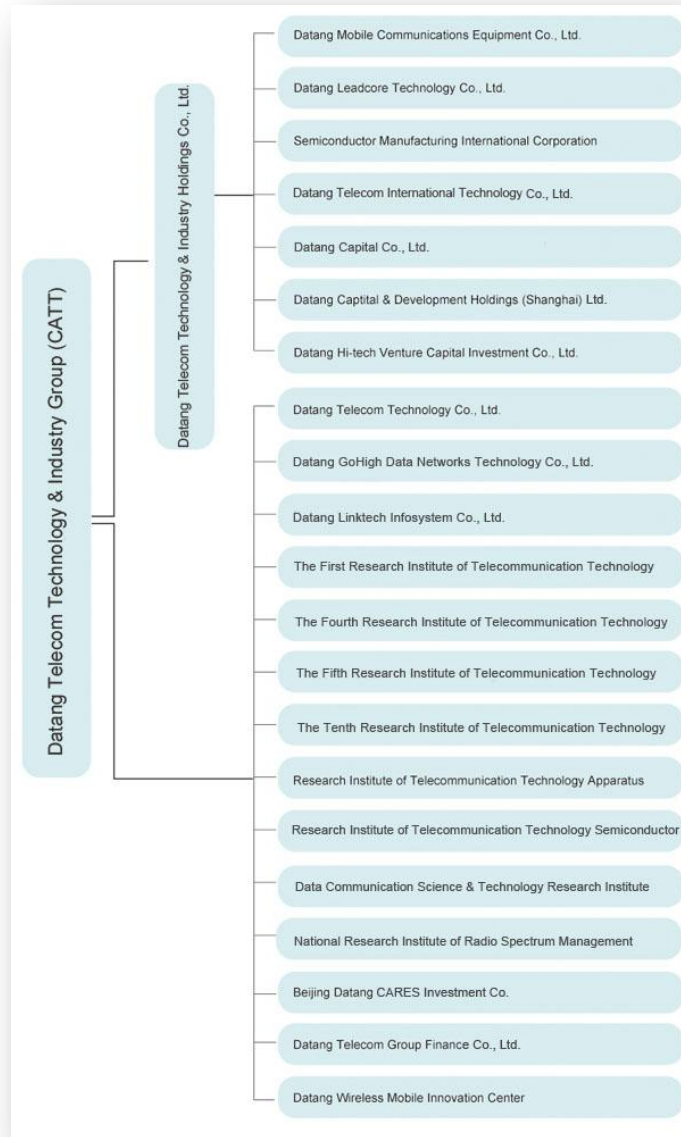 Datang Telecom Technology & Industry Group (CATT)
Datang Telecom Technology & Industry Holdings Co., Ltd.
Datang Mobile Communications Equipment Co., Ltd.
Datang Leadcore Technology Co., Ltd.
Semiconductor Manufacturing International Corporation
Datang Telecom International Technology Co., Ltd.
Datang Capital Co., Ltd.
Datang Captital & Development Holdings (Shanghai) Ltd.
Datang Hi-tech Venture Capital Investment Co., Ltd.
Datang Telecom Technology Co., Ltd.
Datang GoHigh Data Networks Technology Co., Ltd.
Datang Linktech Infosystem Co., Ltd.
The First Research Institute of Telecommunication Technology
The Fourth Research Institute of Telecommunication Technology
The Fifth Research Institute of Telecommunication Technology
The Tenth Research Institute of Telecommunication Technology
Research Institute of Telecommunication Technology Apparatus
Research Institute of Telecommunication Technology Semiconductor
Data Communication Science & Technology Research Institute
National Research Institute of Radio Spectrum Management
Beijing Datang CARES Investment Co.
Datang Telecom Group Finance Co., Ltd.
Datang Wireless Mobile Innovation Center